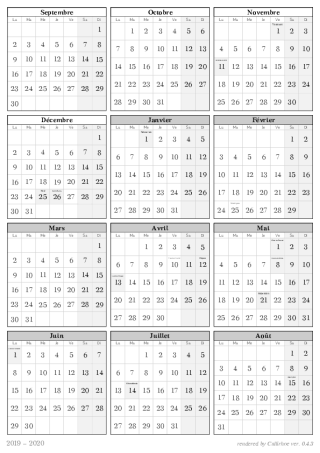 Septembre
Lu Ma Me Je Ve Sa Di
1
2 3 4 5 6 7 8
9 10 11 12 13 14 15
16 17 18 19 20 21 22
23 24 25 26 27 28 29
30
Octobre
Lu Ma Me Je Ve Sa Di
1 2 3 4 5 6
7 8 9 10 11 12 13
14 15 16 17 18 19 20
21 22 23 24 25 26 27
28 29 30 31
Novembre
Lu Ma Me Je Ve Sa Di
1 2 3
4 5 6 7 8 9 10
11 12 13 14 15 16 17
18 19 20 21 22 23 24
25 26 27 28 29 30
Décembre
Lu Ma Me Je Ve Sa Di
1
2 3 4 5 6 7 8
9 10 11 12 13 14 15
16 17 18 19 20 21 22
23 24 25 26 27 28 29
30 31
Janvier
Lu Ma Me Je Ve Sa Di
1 2 3 4 5
6 7 8 9 10 11 12
13 14 15 16 17 18 19
20 21 22 23 24 25 26
27 28 29 30 31
Février
Lu Ma Me Je Ve Sa Di
1 2
3 4 5 6 7 8 9
10 11 12 13 14 15 16
17 18 19 20 21 22 23
24 25 26 27 28 29
Mars
Lu Ma Me Je Ve Sa Di
1
2 3 4 5 6 7 8
9 10 11 12 13 14 15
16 17 18 19 20 21 22
23 24 25 26 27 28 29
30 31
Avril
Lu Ma Me Je Ve Sa Di
1 2 3 4 5
6 7 8 9 10 11 12
13 14 15 16 17 18 19
20 21 22 23 24 25 26
27 28 29 30
Mai
Lu Ma Me Je Ve Sa Di
1 2 3
4 5 6 7 8 9 10
11 12 13 14 15 16 17
18 19 20 21 22 23 24
25 26 27 28 29 30 31
Juin
Lu Ma Me Je Ve Sa Di
1 2 3 4 5 6 7
8 9 10 11 12 13 14
15 16 17 18 19 20 21
22 23 24 25 26 27 28
29 30
Juillet
Lu Ma Me Je Ve Sa Di
1 2 3 4 5
6 7 8 9 10 11 12
13 14 15 16 17 18 19
20 21 22 23 24 25 26
27 28 29 30 31
Août
Lu Ma Me Je Ve Sa Di
1 2
3 4 5 6 7 8 9
10 11 12 13 14 15 16
17 18 19 20 21 22 23
24 25 26 27 28 29 30
31
2019 – 2020
rendered by Callirhoe ver. 0.4.3